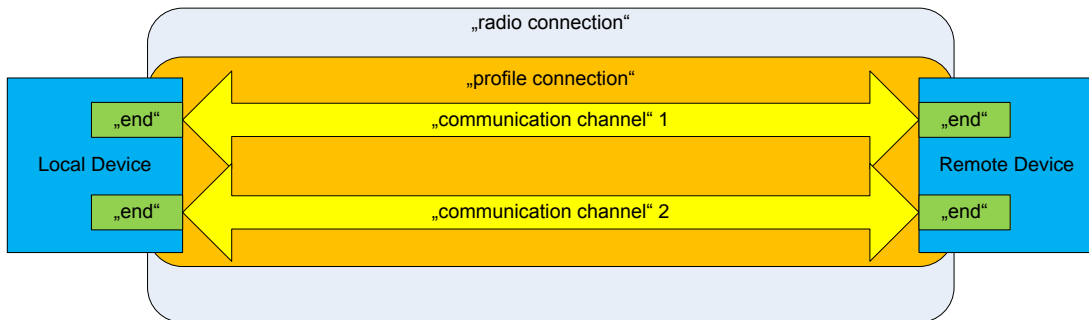 „radio connection“
„profile connection“
„end“
„communication channel“ 1
„end“
Local Device
Remote Device
„end“
„communication channel“ 2
„end“